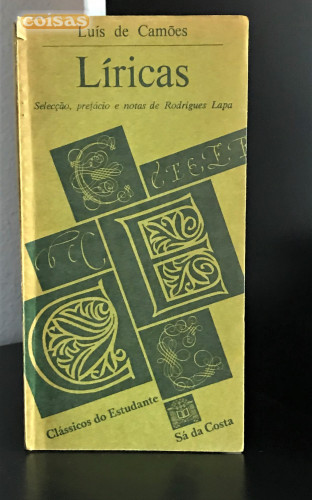 coisas
Luís de Camões
Líricas
Selecção, prefácio e notas de Rodrigues Lapa
Clássicos do Estudante
Sá da Costa